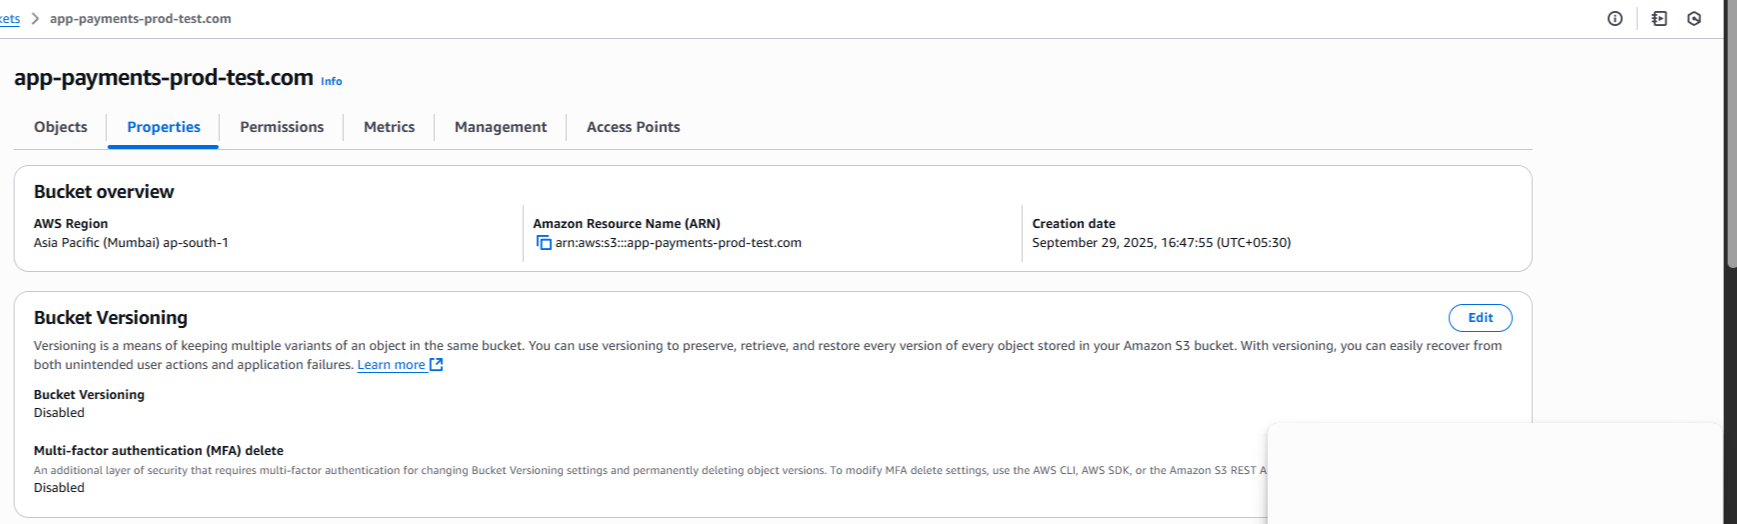 kets > app-payments-prod-test.com
app-payments-prod-test.com Info
Objects Properties Permissions Metrics Management Access Points
Bucket overview
AWS Region Amazon Resource Name (ARN) Creation date
Asia Pacific (Mumbai) ap-south-1 arn:aws:s3:::app-payments-prod-test.com September 29, 2025, 16:47:55 (UTC+05:30)
Bucket Versioning Edit
Versioning is a means of keeping multiple variants of an object in the same bucket. You can use versioning to preserve, retrieve, and restore every version of every object stored in your Amazon S3 bucket. With versioning, you can easily recover from
both unintended user actions and application failures. Learn more
Bucket Versioning
Disabled
Multi-factor authentication (MFA) delete
An additional layer of security that requires multi-factor authentication for changing Bucket Versioning settings and permanently deleting object versions. To modify MFA delete settings, use the AWS CLI, AWS SDK, or the Amazon S3 REST A
Disabled